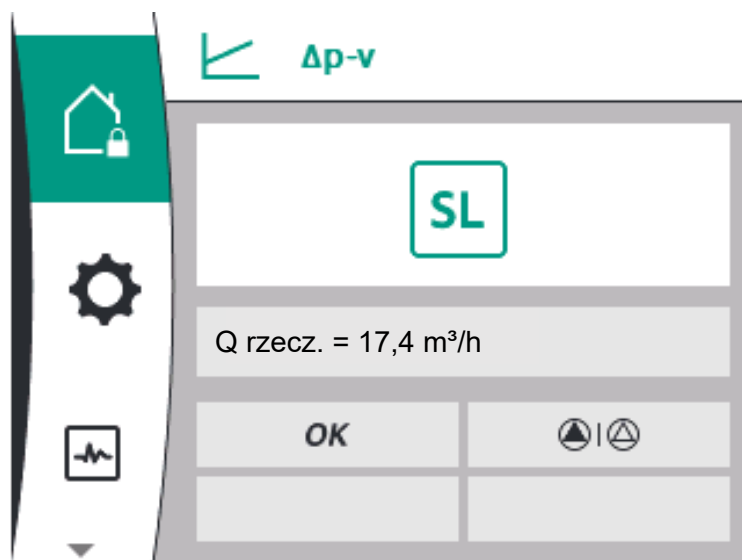 Δp-v
SL
Q rzecz. = 17,4 m³/h
OK